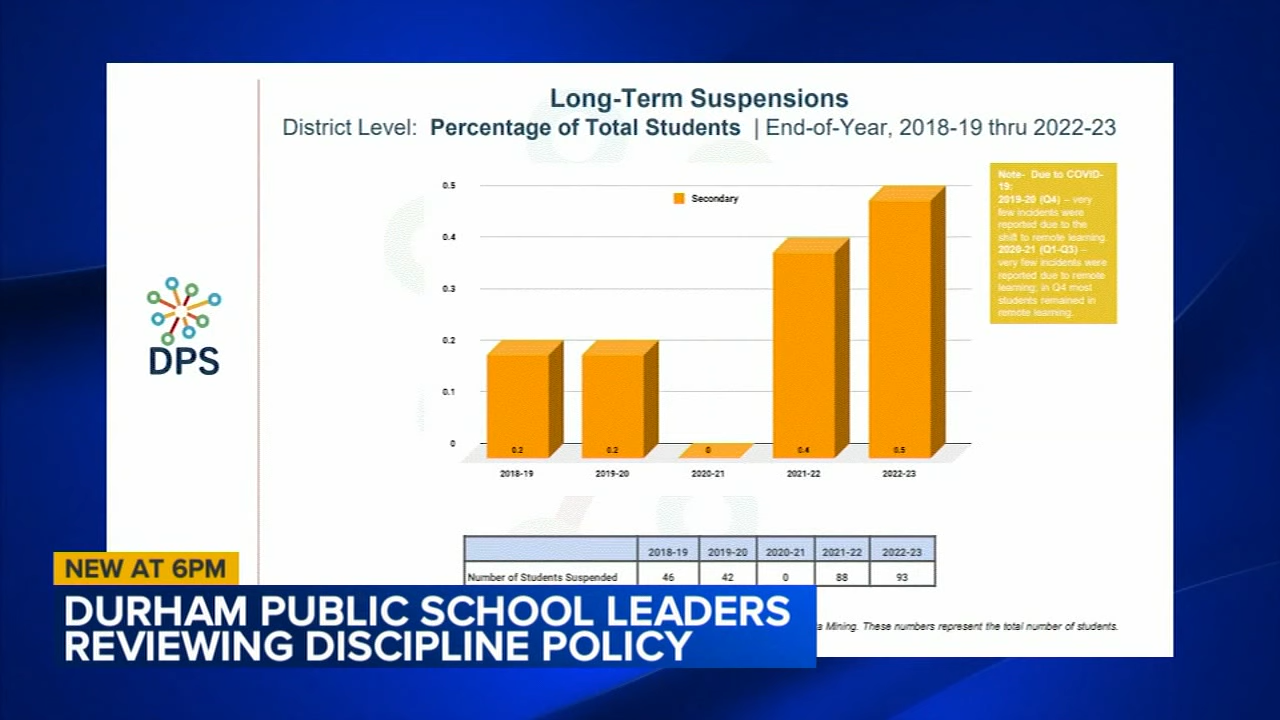 Long-Term Suspensions
District Level: Percentage of Total Students | End-of-Year, 2018-19 thru 2022-23
Note- Due to COVID-
19:
2019-20 (Q4) – very
few incidents were
reported due to the
shift to remote learning.
2020-21 (Q1-Q3) –
very few incidents were
reported due to remote
learning; in Q4 most
students remained in
remote learning.
Secondary
0.5
0.4
0.3
0.2
0.1
0
0.2 0.2 0 0.4 0.5
2018-19 2019-20 2020-21 2021-22 2022-23
DPS
2018-19 2019-20 2020-21 2021-22 2022-23
Number of Students Suspended 46 42 0 88 93
Mining. These numbers represent the total number of students.
NEW AT 6PM
DURHAM PUBLIC SCHOOL LEADERS
REVIEWING DISCIPLINE POLICY